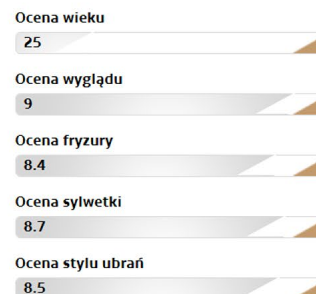 Ocena wieku
25
Ocena wyglądu
9
Ocena fryzury
8.4
Ocena sylwetki
8.7
Ocena stylu ubrań
8.5